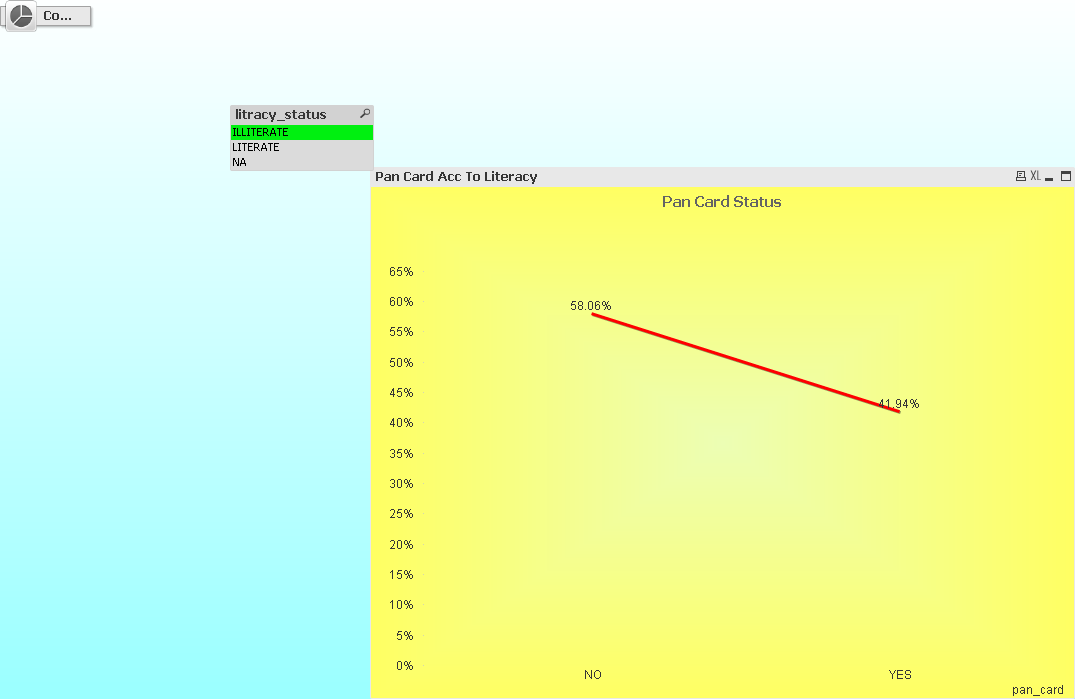 Co...
litracy_status
ILLITERATE
LITERATE
NA
Pan Card Acc To Literacy
XL
Pan Card Status
65%
60%
55%
50%
45%
40%
35%
30%
25%
20%
15%
10%
5%
0%
58.06%
41.94%
NO
YES
pan_card